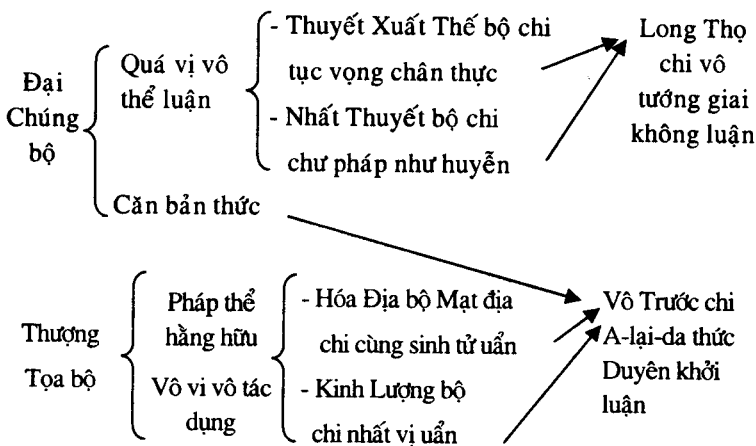 Đại
Chúng
bộ
Quá vị vô
thể luận
- Thuyết Xuất Thế bộ chi
tục vọng chân thực
- Nhất Thuyết bộ chi
chư pháp như huyễn
Long Thọ
chi vô
tướng giai
không luận
Căn bản thức
Thượng
Tọa bộ
Pháp thể
hằng hữu
Vô vi vô tác
dụng
- Hóa Địa bộ Mạt địa
chi cùng sinh tử uẩn
- Kinh Lượng bộ
chi nhất vị uẩn
Vô Trước chi
A-lại-da thức
Duyên khởi
luận